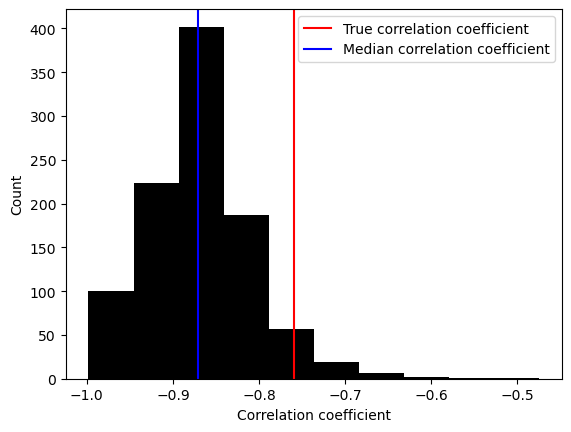 True correlation coefficient
Median correlation coefficient
400
350
300
250
200
150
100
50
0
Count
−1.0 −0.9 −0.8 −0.7 −0.6 −0.5
Correlation coefficient